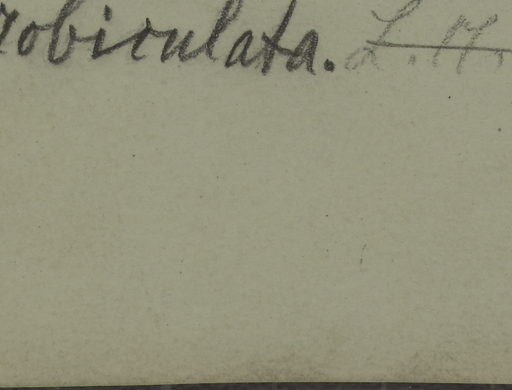 robiculata. L. H.